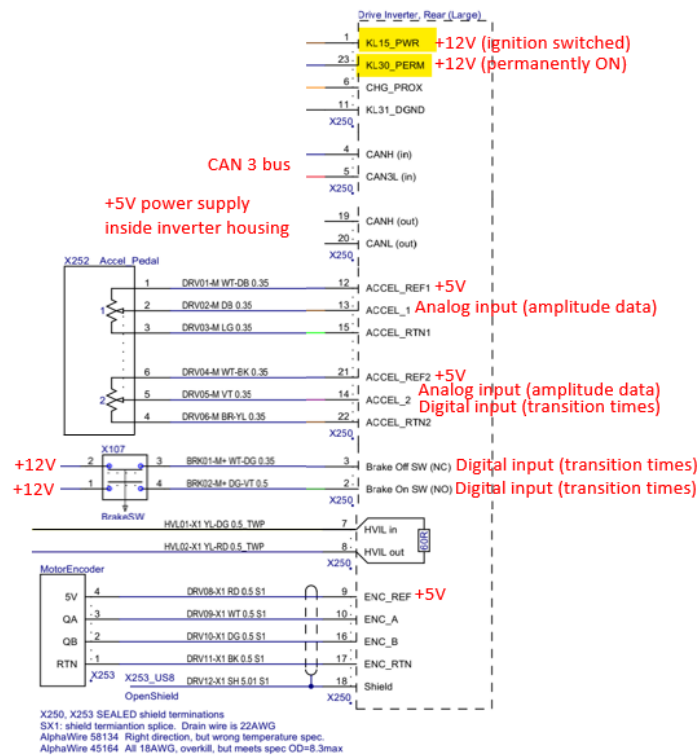 Drive Inverter, Rear (Large)
1 KL15_PWR +12V (ignition switched)
23 KL30_PERM +12V (permanently ON)
6 CHG_PROX
11 KL31_DGND
X250
4 CANH (in)
CAN 3 bus
5 CAN3L (in)
X250
+5V power supply
inside inverter housing
19 CANH (out)
20 CANL (out)
X250
X252 Accel_Pedal
1 DRV01-M WT-DB 0.35 12 ACCEL_REF1 +5V
1 2 DRV02-M DB 0.35 13 ACCEL_1 Analog input (amplitude data)
3 DRV03-M LG 0.35 15 ACCEL_RTN1
6 DRV04-M WT-BK 0.35 21 ACCEL_REF2 +5V
Analog input (amplitude data)
2 5 DRV05-M VT 0.35 14 ACCEL_2
Digital input (transition times)
4 DRV06-M BR-YL 0.35 22 ACCEL_RTN2
X250
X107
+12V 2 3 BRK01-M+ WT-DG 0.35 3 Brake Off SW (NC) Digital input (transition times)
+12V 1 4 BRK02-M+ DG-VT 0.5 2 Brake On SW (NO) Digital input (transition times)
BrakeSW X250
HVL01-X1 YL-DG 0.5_TWP 7 HVIL in
60R
HVL02-X1 YL-RD 0.5_TWP 8 HVIL out
X250
MotorEncoder
5V 4 DRV08-X1 RD 0.5 S1 9 ENC_REF +5V
QA 3 DRV09-X1 WT 0.5 S1 10 ENC_A
QB 2 DRV10-X1 DG 0.5 S1 16 ENC_B
RTN 1 DRV11-X1 BK 0.5 S1 17 ENC_RTN
X253 X253_US8 DRV12-X1 SH 5.01 S1 18 Shield
OpenShield X250
X250, X253 SEALED shield terminations
SX1: shield termiantion splice. Drain wire is 22AWG
AlphaWire 58134 Right direction, but wrong temperature spec.
AlphaWire 45164 All 18AWG, overkill, but meets spec OD=8.3max